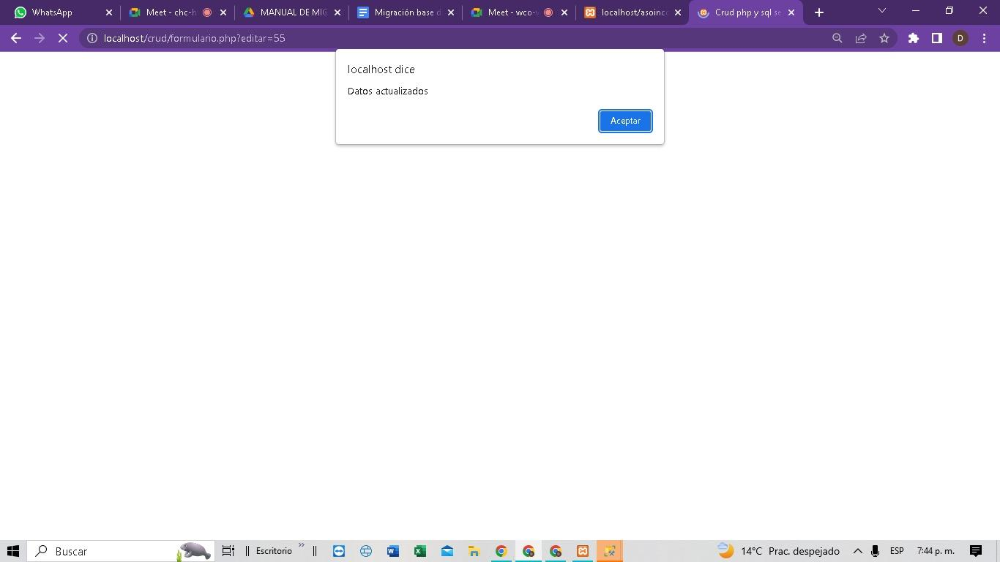 WhatsApp
Meet - chc-h
MANUAL DE MIG
Migración base d
Meet - wco-v
localhost/asoinco
Crud php y sql se
localhost/crud/formulario.php?editar=55
D
localhost dice
Datos actualizados
Aceptar
Buscar
Escritorio
14°C Prac. despejado
ESP
7:44 p. m.